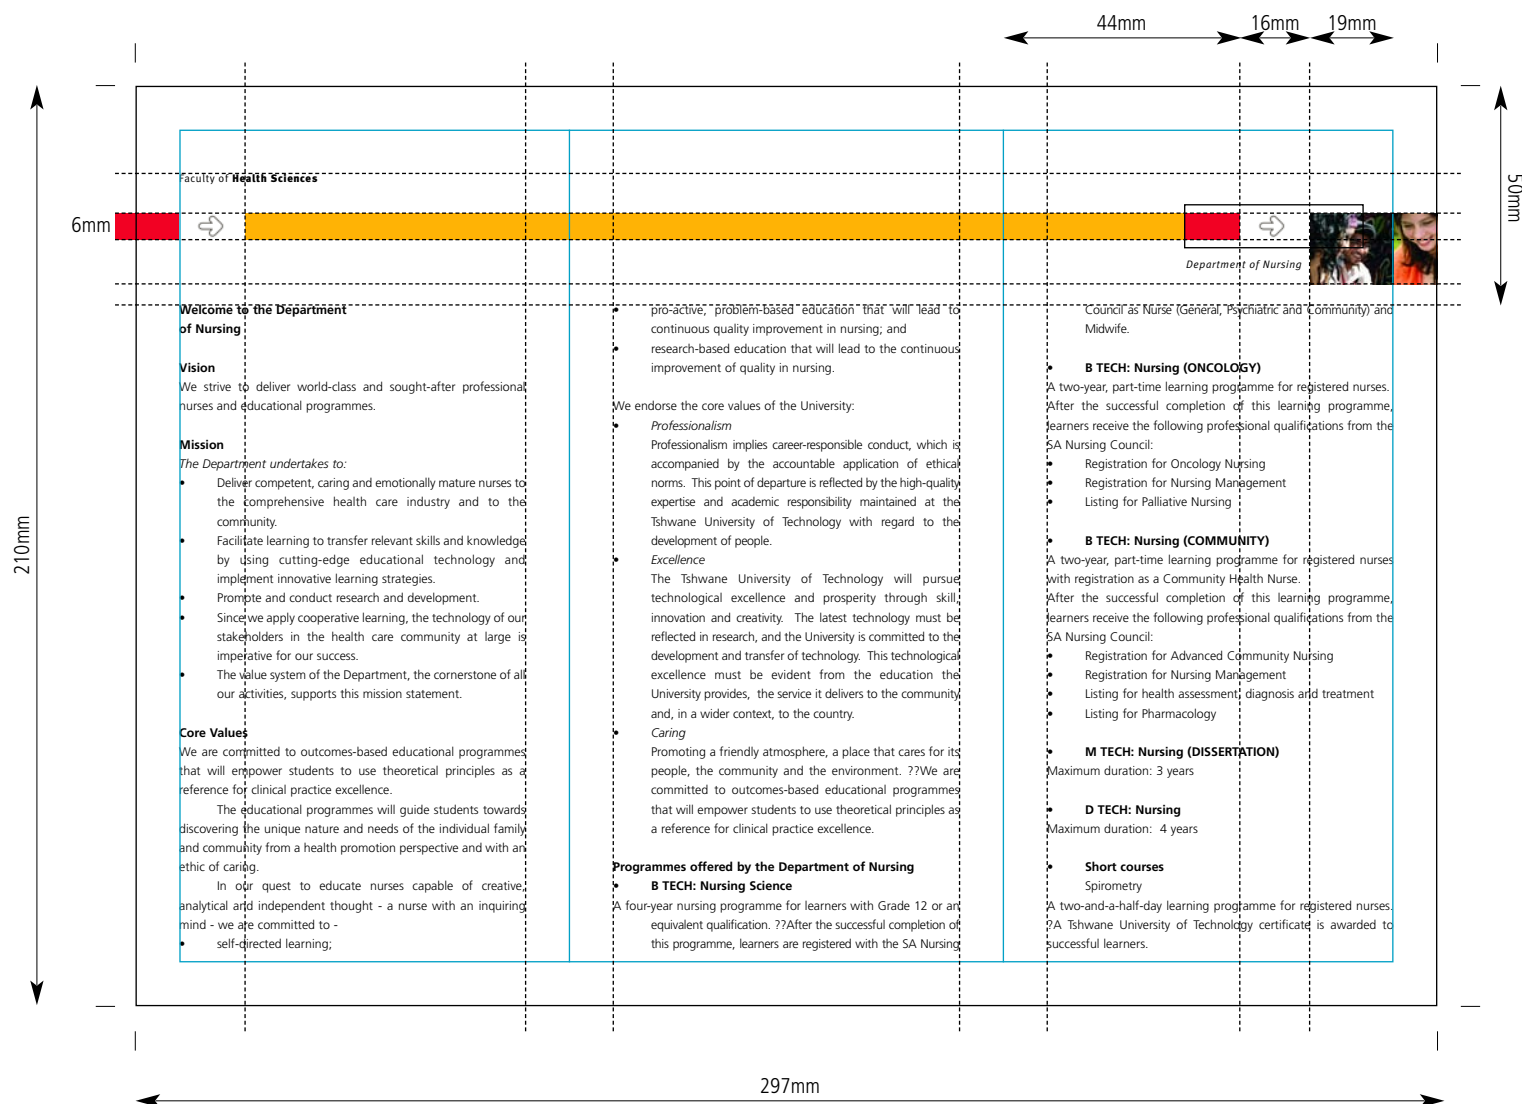 44mm 16mm 19mm
Faculty of Health Sciences
6mm
50mm
Department of Nursing
210mm
Welcome to the Department
of Nursing
Vision
We strive to deliver world-class and sought-after professional
nurses and educational programmes.
Mission
The Department undertakes to:
• Deliver competent, caring and emotionally mature nurses to
the comprehensive health care industry and to the
community.
• Facilitate learning to transfer relevant skills and knowledge
by using cutting-edge educational technology and
implement innovative learning strategies.
• Promote and conduct research and development.
• Since we apply cooperative learning, the technology of our
stakeholders in the health care community at large is
imperative for our success.
• The value system of the Department, the cornerstone of all
our activities, supports this mission statement.
Core Values
We are committed to outcomes-based educational programmes
that will empower students to use theoretical principles as a
reference for clinical practice excellence.
The educational programmes will guide students towards
discovering the unique nature and needs of the individual family
and community from a health promotion perspective and with an
ethic of caring.
In our quest to educate nurses capable of creative,
analytical and independent thought - a nurse with an inquiring
mind - we are committed to -
• self-directed learning;
• pro-active, problem-based education that will lead to
continuous quality improvement in nursing; and
• research-based education that will lead to the continuous
improvement of quality in nursing.
We endorse the core values of the University:
• Professionalism
Professionalism implies career-responsible conduct, which is
accompanied by the accountable application of ethical
norms. This point of departure is reflected by the high-quality
expertise and academic responsibility maintained at the
Tshwane University of Technology with regard to the
development of people.
• Excellence
The Tshwane University of Technology will pursue
technological excellence and prosperity through skill,
innovation and creativity. The latest technology must be
reflected in research, and the University is committed to the
development and transfer of technology. This technological
excellence must be evident from the education the
University provides, the service it delivers to the community
and, in a wider context, to the country.
• Caring
Promoting a friendly atmosphere, a place that cares for its
people, the community and the environment. ??We are
committed to outcomes-based educational programmes
that will empower students to use theoretical principles as
a reference for clinical practice excellence.
Programmes offered by the Department of Nursing
• B TECH: Nursing Science
A four-year nursing programme for learners with Grade 12 or an
equivalent qualification. ??After the successful completion of
this programme, learners are registered with the SA Nursing
Council as Nurse (General, Psychiatric and Community) and
Midwife.
• B TECH: Nursing (ONCOLOGY)
A two-year, part-time learning programme for registered nurses.
After the successful completion of this learning programme,
learners receive the following professional qualifications from the
SA Nursing Council:
• Registration for Oncology Nursing
• Registration for Nursing Management
• Listing for Palliative Nursing
• B TECH: Nursing (COMMUNITY)
A two-year, part-time learning programme for registered nurses
with registration as a Community Health Nurse.
After the successful completion of this learning programme,
learners receive the following professional qualifications from the
SA Nursing Council:
• Registration for Advanced Community Nursing
• Registration for Nursing Management
• Listing for health assessment, diagnosis and treatment
• Listing for Pharmacology
• M TECH: Nursing (DISSERTATION)
Maximum duration: 3 years
• D TECH: Nursing
Maximum duration: 4 years
• Short courses
Spirometry
A two-and-a-half-day learning programme for registered nurses.
?A Tshwane University of Technology certificate is awarded to
successful learners.
297mm